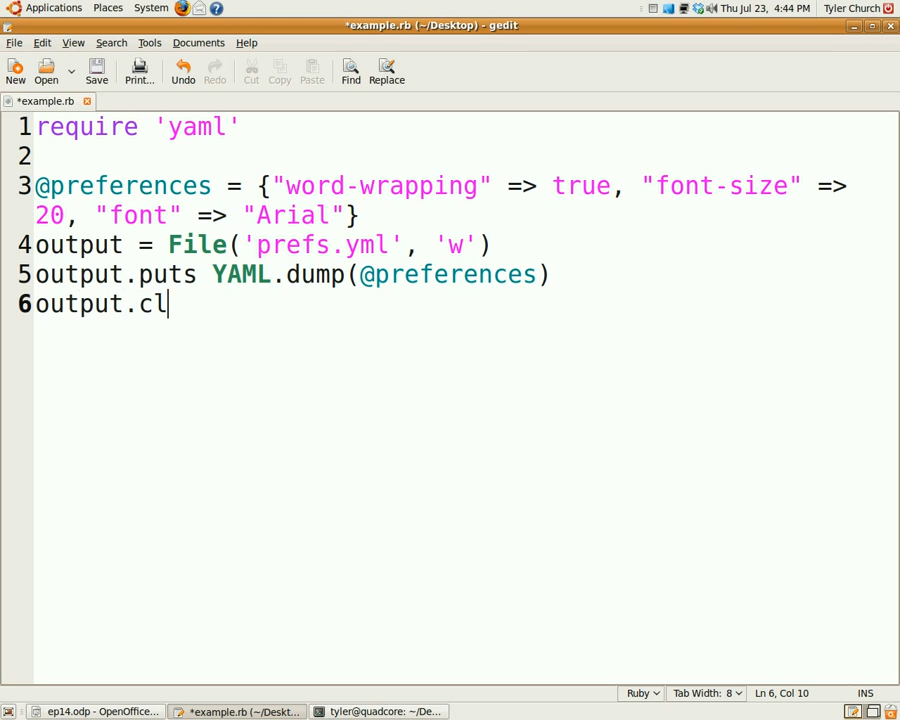 Applications Places System Thu Jul 23, 4:44 PM Tyler Church
*example.rb (~/Desktop) - gedit
File Edit View Search Tools Documents Help
New Open Save Print... Undo Redo Cut Copy Paste Find Replace
*example.rb
1 require 'yaml'
2
3 @preferences = {"word-wrapping" => true, "font-size" =>
20, "font" => "Arial"}
4 output = File('prefs.yml', 'w')
5 output.puts YAML.dump(@preferences)
6 output.cl
Ruby Tab Width: 8 Ln 6, Col 10 INS
ep14.odp - OpenOffice... *example.rb (~/Deskt... tyler@quadcore: ~/De...